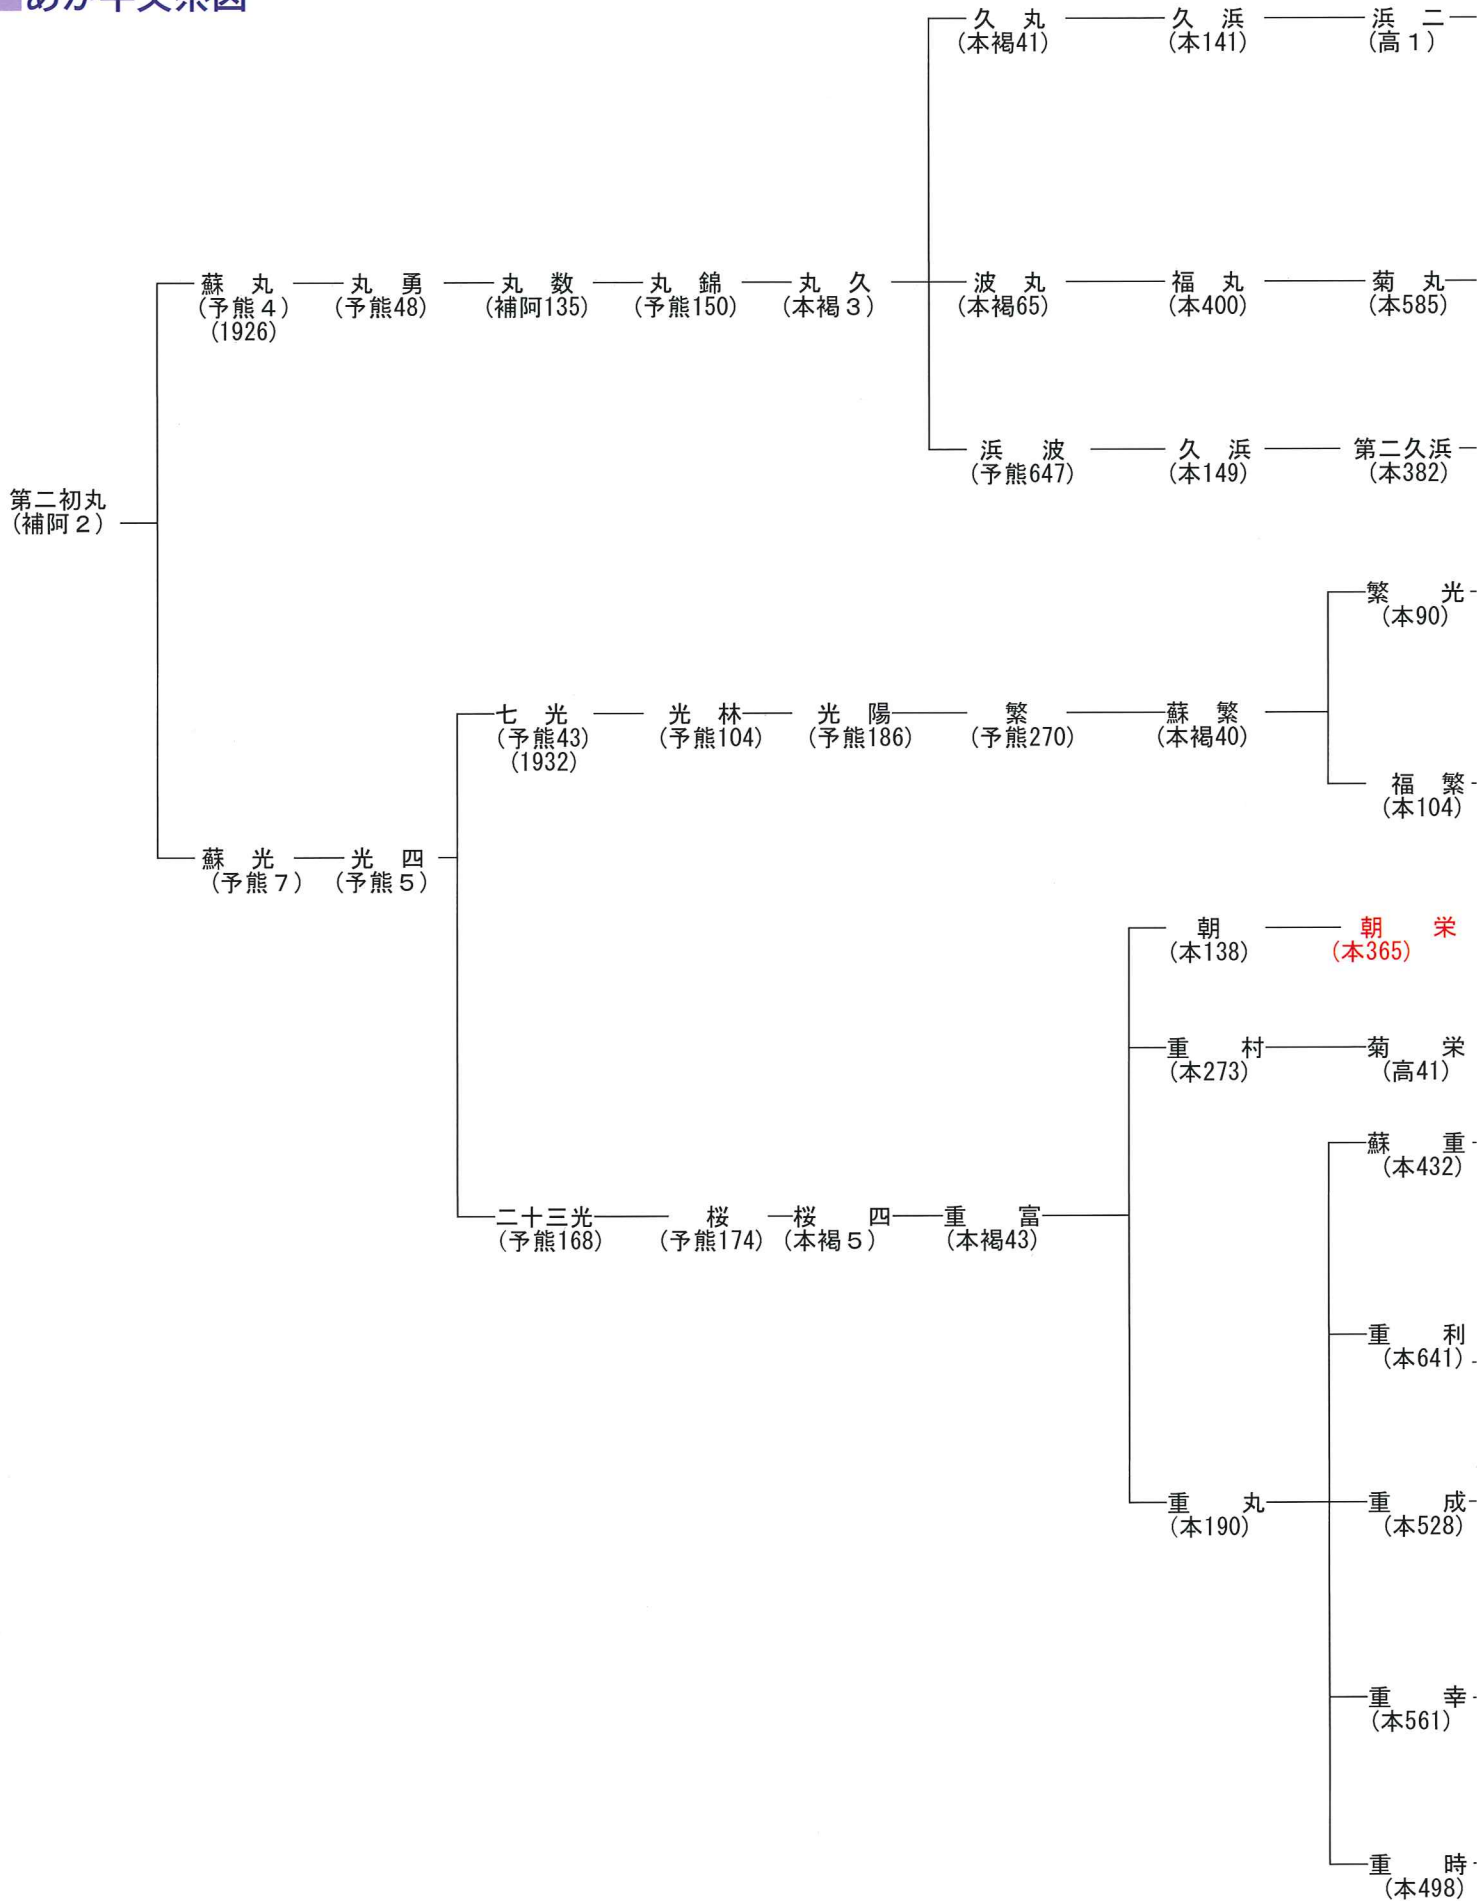 ■あか牛父系図
久丸
(本褐41)
久浜
(本141)
浜二
(高1)
蘇丸
(予熊4)
(1926)
丸勇
(予熊48)
丸数
(補阿135)
丸錦
(予熊150)
丸久
(本褐3)
波丸
(本褐65)
福丸
(本400)
菊丸
(本585)
浜波
(予熊647)
久浜
(本149)
第二久浜
(本382)
第二初丸
(補阿2)
繁光
(本90)
七光
(予熊43)
(1932)
光林
(予熊104)
光陽
(予熊186)
繁
(予熊270)
蘇繁
(本褐40)
福繁
(本104)
蘇光
(予熊7)
光四
(予熊5)
朝
(本138)
朝栄
(本365)
重村
(本273)
菊栄
(高41)
蘇重
(本432)
二十三光
(予熊168)
桜
(予熊174)
桜四
(本褐5)
重富
(本褐43)
重利
(本641)
重丸
(本190)
重成
(本528)
重幸
(本561)
重時
(本498)